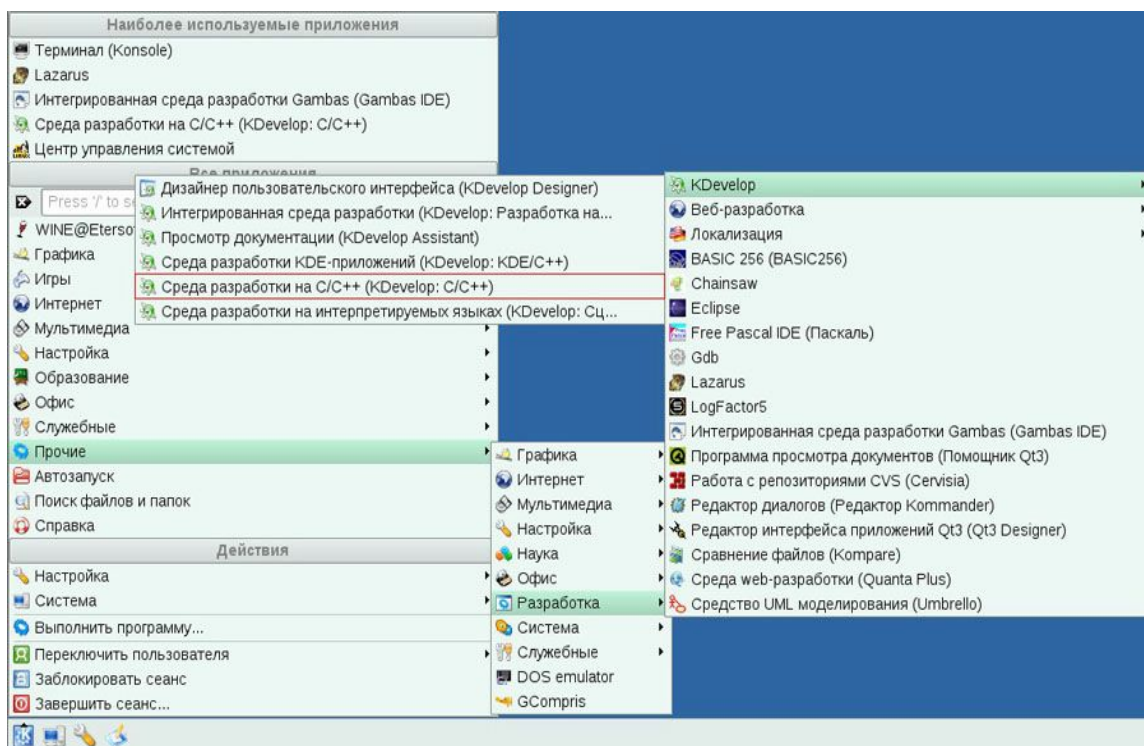 Наиболее используемые приложения
Терминал (Konsole)
Lazarus
Интегрированная среда разработки Gambas (Gambas IDE)
Среда разработки на C/C++ (KDevelop: C/C++)
Центр управления системой
Все приложения
Press '/' to se
WINE@Eterso
Графика
Игры
Интернет
Мультимедиа
Настройка
Образование
Офис
Служебные
Прочие
Автозапуск
Поиск файлов и папок
Справка
Действия
Настройка
Система
Выполнить программу...
Переключить пользователя
Заблокировать сеанс
Завершить сеанс...
Дизайнер пользовательского интерфейса (KDevelop Designer)
Интегрированная среда разработки (KDevelop: Разработка на...
Просмотр документации (KDevelop Assistant)
Среда разработки KDE-приложений (KDevelop: KDE/C++)
Среда разработки на C/C++ (KDevelop: C/C++)
Среда разработки на интерпретируемых языках (KDevelop: Сц...
Графика
Интернет
Мультимедиа
Настройка
Наука
Офис
Разработка
Система
Служебные
DOS emulator
GCompris
KDevelop
Веб-разработка
Локализация
BASIC 256 (BASIC256)
Chainsaw
Eclipse
Free Pascal IDE (Паскаль)
Gdb
Lazarus
LogFactor5
Интегрированная среда разработки Gambas (Gambas IDE)
Программа просмотра документов (Помощник Qt3)
Работа с репозиториями CVS (Cervisia)
Редактор диалогов (Редактор Kommander)
Редактор интерфейса приложений Qt3 (Qt3 Designer)
Сравнение файлов (Kompare)
Среда web-разработки (Quanta Plus)
Средство UML моделирования (Umbrello)